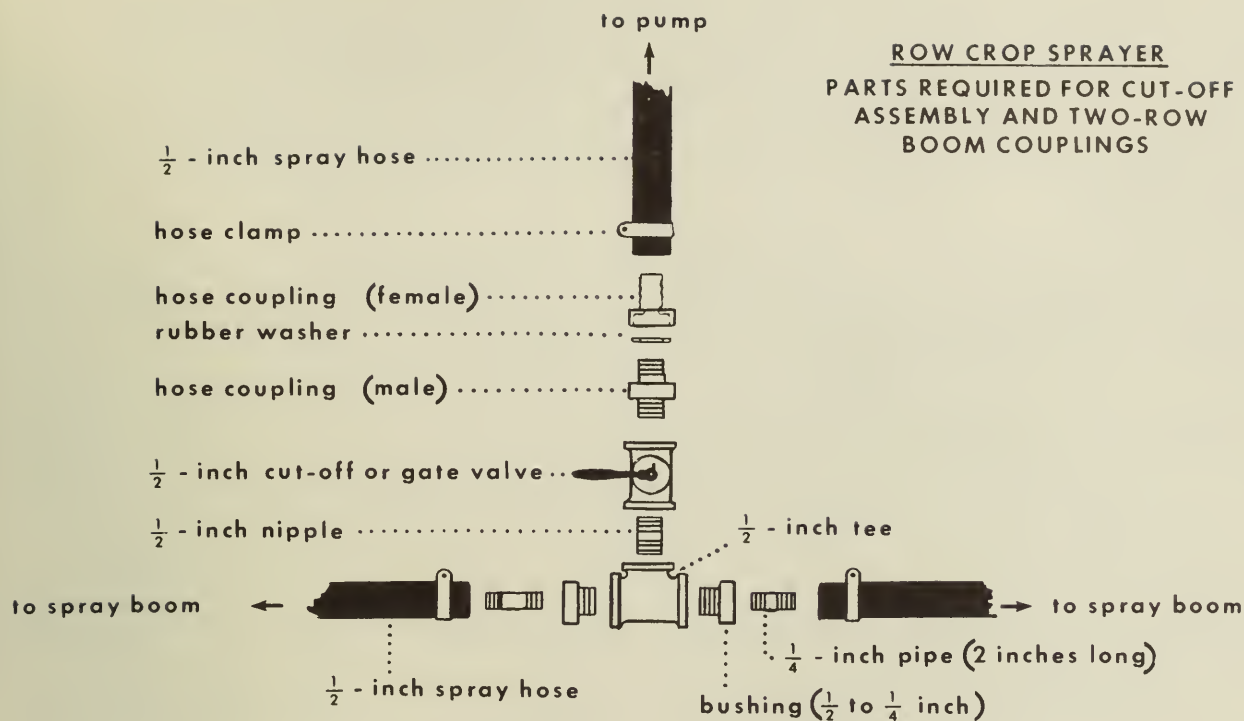 to pump
ROW CROP SPRAYER
PARTS REQUIRED FOR CUT-OFF
ASSEMBLY AND TWO-ROW
BOOM COUPLINGS
1/2 - inch spray hose
hose clamp
hose coupling (female)
rubber washer
hose coupling (male)
1/2 - inch cut-off or gate valve
1/2 - inch nipple
1/2 - inch tee
to spray boom
to spray boom
1/4 - inch pipe (2 inches long)
1/2 - inch spray hose
bushing (1/2 to 1/4 inch)